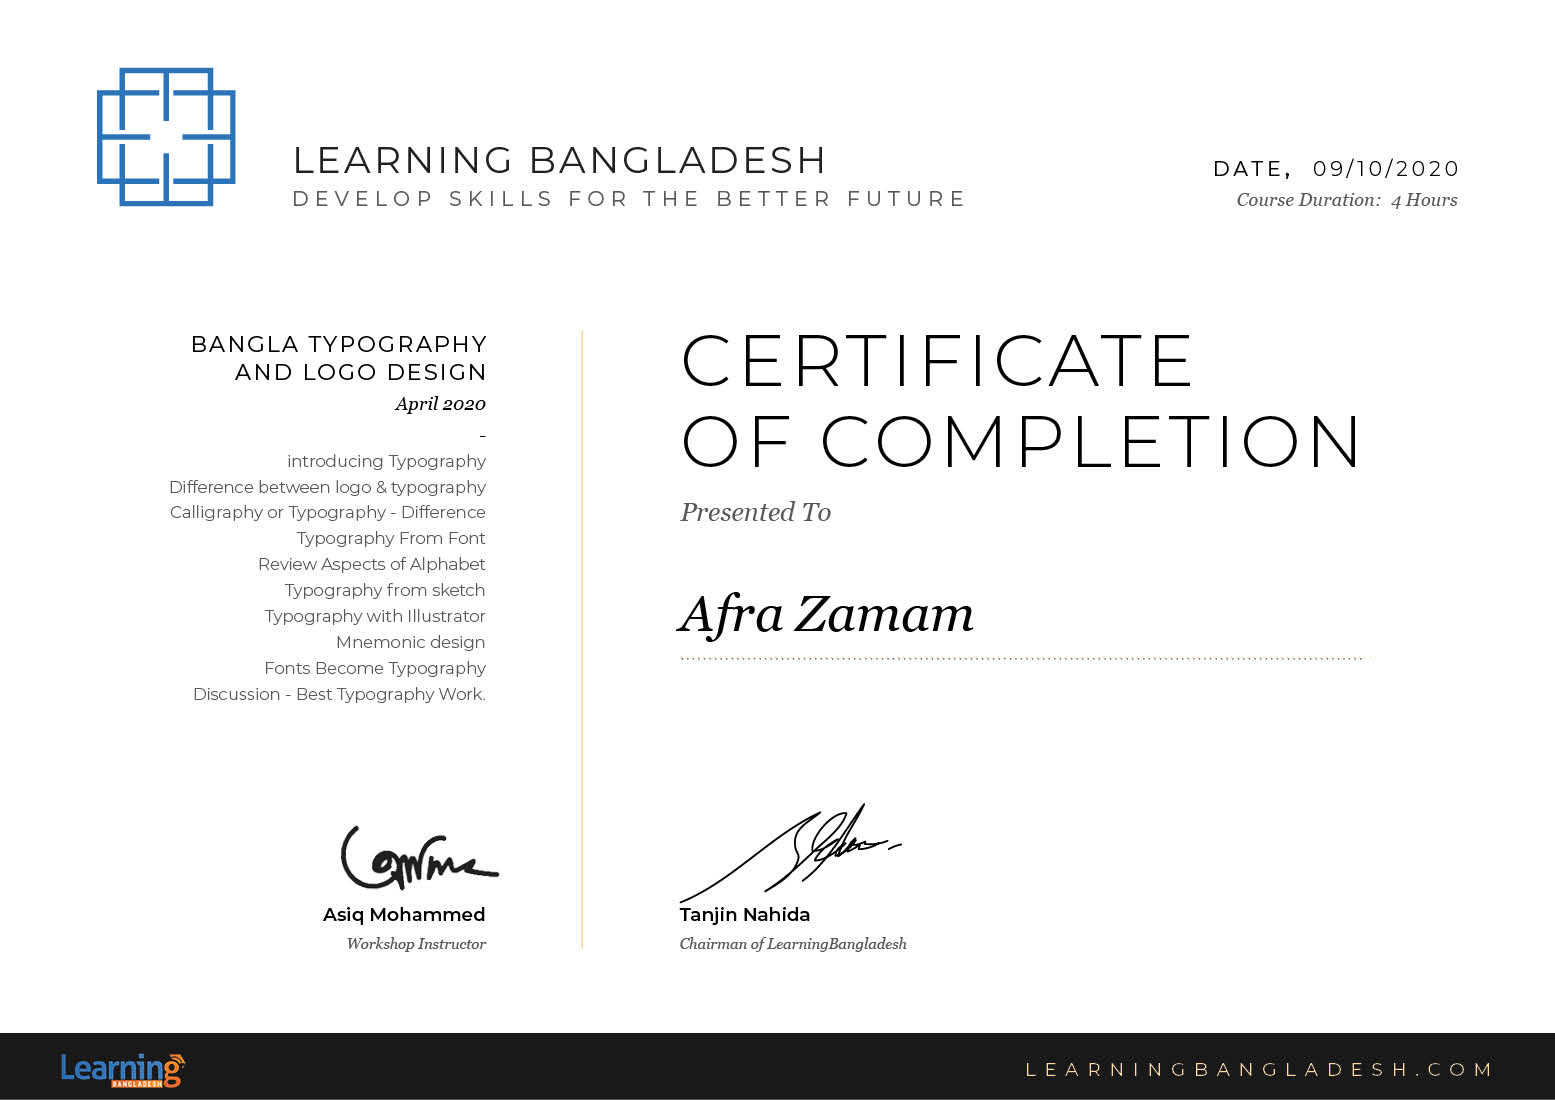 LEARNING BANGLADESH
DEVELOP SKILLS FOR THE BETTER FUTURE
DATE, 09/10/2020
Course Duration: 4 Hours
BANGLA TYPOGRAPHY
AND LOGO DESIGN
April 2020
-
introducing Typography
Difference between logo & typography
Calligraphy or Typography - Difference
Typography From Font
Review Aspects of Alphabet
Typography from sketch
Typography with Illustrator
Mnemonic design
Fonts Become Typography
Discussion - Best Typography Work.
CERTIFICATE
OF COMPLETION
Presented To
Afra Zamam
Asiq Mohammed
Workshop Instructor
Tanjin Nahida
Chairman of LearningBangladesh
Learning
BANGLADESH
LEARNINGBANGLADESH.COM